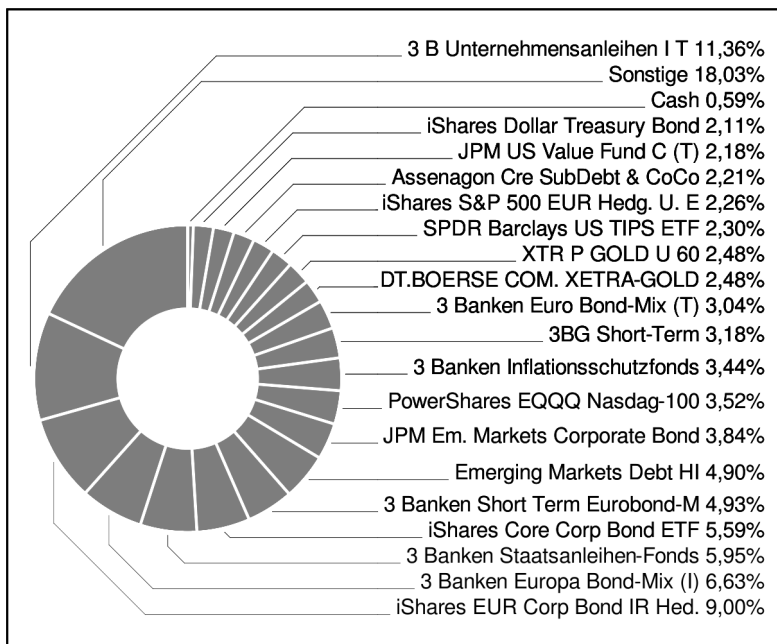 3 B Unternehmensanleihen I T 11,36%
Sonstige 18,03%
Cash 0,59%
iShares Dollar Treasury Bond 2,11%
JPM US Value Fund C (T) 2,18%
Assenagon Cre SubDebt & CoCo 2,21%
iShares S&P 500 EUR Hedg. U. E 2,26%
SPDR Barclays US TIPS ETF 2,30%
XTR P GOLD U 60 2,48%
DT.BOERSE COM. XETRA-GOLD 2,48%
3 Banken Euro Bond-Mix (T) 3,04%
3BG Short-Term 3,18%
3 Banken Inflationsschutzfonds 3,44%
PowerShares EQQQ Nasdag-100 3,52%
JPM Em. Markets Corporate Bond 3,84%
Emerging Markets Debt HI 4,90%
3 Banken Short Term Eurobond-M 4,93%
iShares Core Corp Bond ETF 5,59%
3 Banken Staatsanleihen-Fonds 5,95%
3 Banken Europa Bond-Mix (I) 6,63%
iShares EUR Corp Bond IR Hed. 9,00%